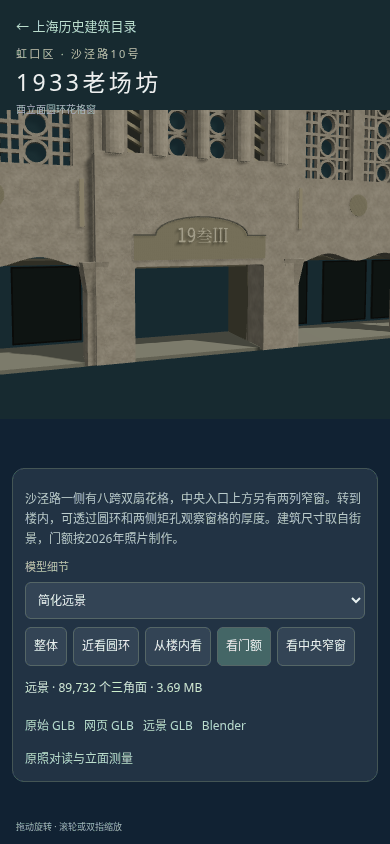 ← 上海历史建筑目录
虹口区 · 沙泾路10号
1933老场坊
西立面圆环花格窗
19叁III
沙泾路一侧有八跨双扇花格，中央入口上方另有两列窄窗。转到
楼内，可透过圆环和两侧矩孔观察窗格的厚度。建筑尺寸取自街
景，门额按2026年照片制作。
模型细节
简化远景
整体 近看圆环 从楼内看 看门额 看中央窄窗
远景 · 89,732 个三角面 · 3.69 MB
原始 GLB 网页 GLB 远景 GLB Blender
原照对读与立面测量
拖动旋转 · 滚轮或双指缩放